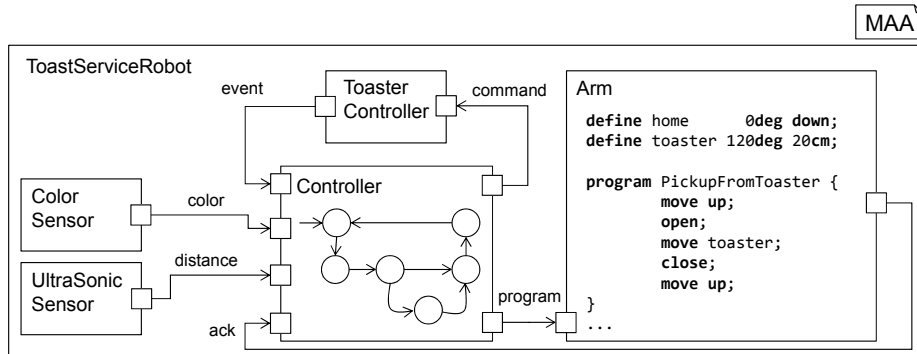 MAA
ToastServiceRobot
event
Toaster
Controller
command
Arm
define home 0deg down;
define toaster 120deg 20cm;
program PickupFromToaster {
move up;
open;
move toaster;
close;
move up;
}
...
Controller
Color
Sensor
color
UltraSonic
Sensor
distance
program
ack